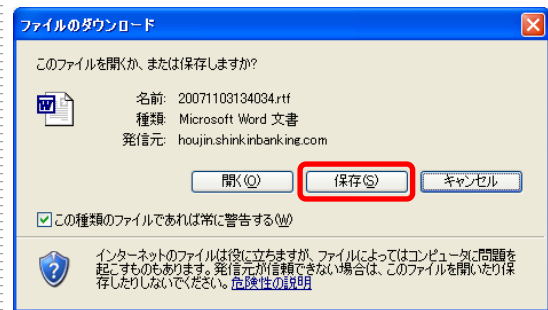 ファイルのダウンロード
このファイルを開くか、または保存しますか?
名前: 20071103134034.rtf
種類: Microsoft Word 文書
発信元: houjin.shinkinbanking.com
開く(O) 保存(S) キャンセル
この種類のファイルであれば常に警告する(W)
インターネットのファイルは役に立ちますが、ファイルによってはコンピュータに問題を
起こすものもあります。発信元が信頼できない場合は、このファイルを開いたり保
存したりしないでください。危険性の説明